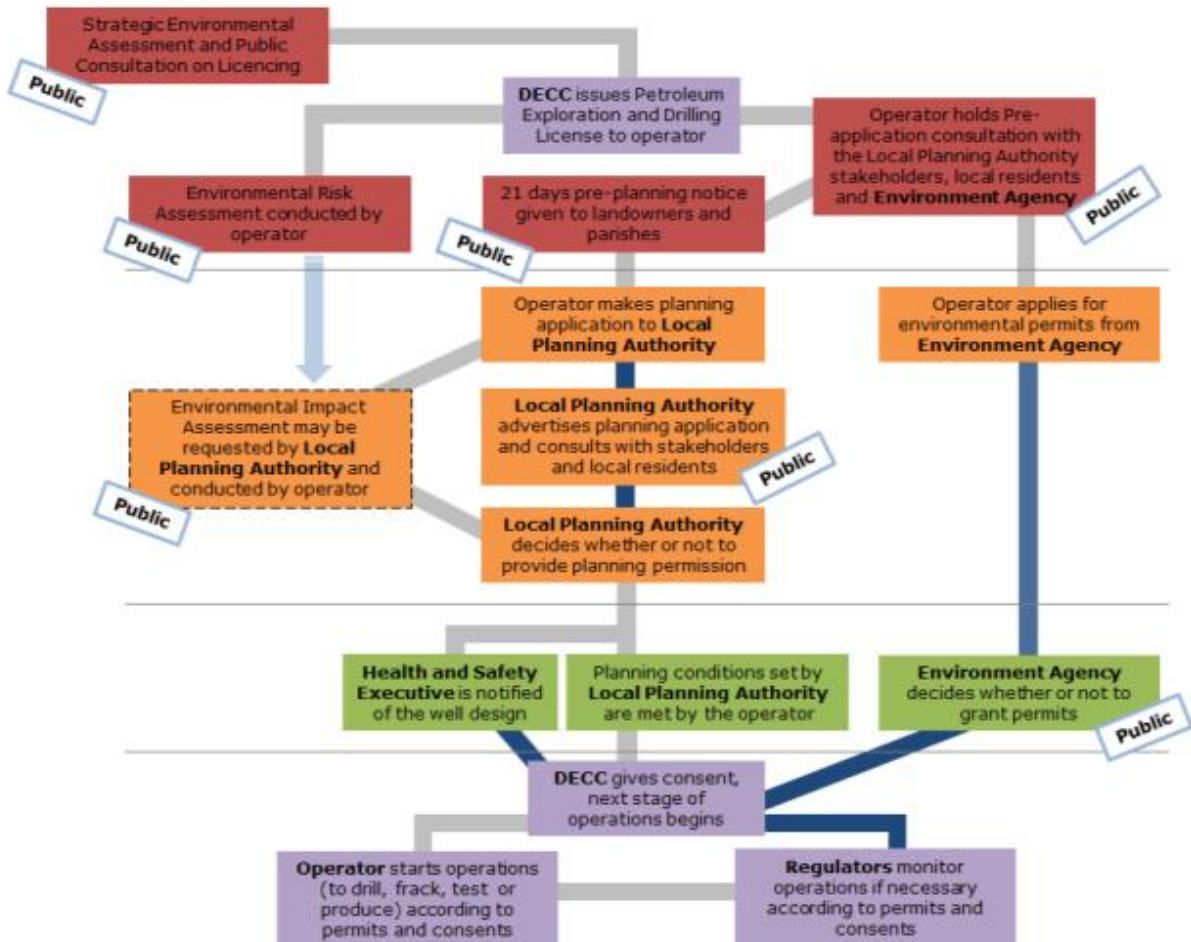 Strategic Environmental
Assessment and Public
Consultation on Licencing
Public
DECC issues Petroleum
Exploration and Drilling
License to operator
Operator holds Pre-
application consultation with
the Local Planning Authority
stakeholders, local residents
and Environment Agency
Public
Environmental Risk
Assessment conducted by
operator
Public
21 days pre-planning notice
given to landowners and
parishes
Public
Operator makes planning
application to Local
Planning Authority
Operator applies for
environmental permits from
Environment Agency
Environmental Impact
Assessment may be
requested by Local
Planning Authority and
conducted by operator
Public
Local Planning Authority
advertises planning application
and consults with stakeholders
and local residents
Public
Local Planning Authority
decides whether or not to
provide planning permission
Health and Safety
Executive is notified
of the well design
Planning conditions set by
Local Planning Authority
are met by the operator
Environment Agency
decides whether or not to
grant permits
Public
DECC gives consent,
next stage of
operations begins
Operator starts operations
(to drill, frack, test or
produce) according to
permits and consents
Regulators monitor
operations if necessary
according to permits and
consents